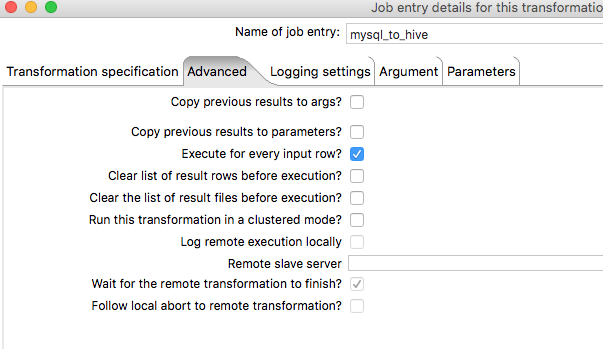 Job entry details for this transformatio
Name of job entry: mysql_to_hive
Transformation specification Advanced Logging settings Argument Parameters
Copy previous results to args?
Copy previous results to parameters?
Execute for every input row?
Clear list of result rows before execution?
Clear the list of result files before execution?
Run this transformation in a clustered mode?
Log remote execution locally
Remote slave server
Wait for the remote transformation to finish?
Follow local abort to remote transformation?